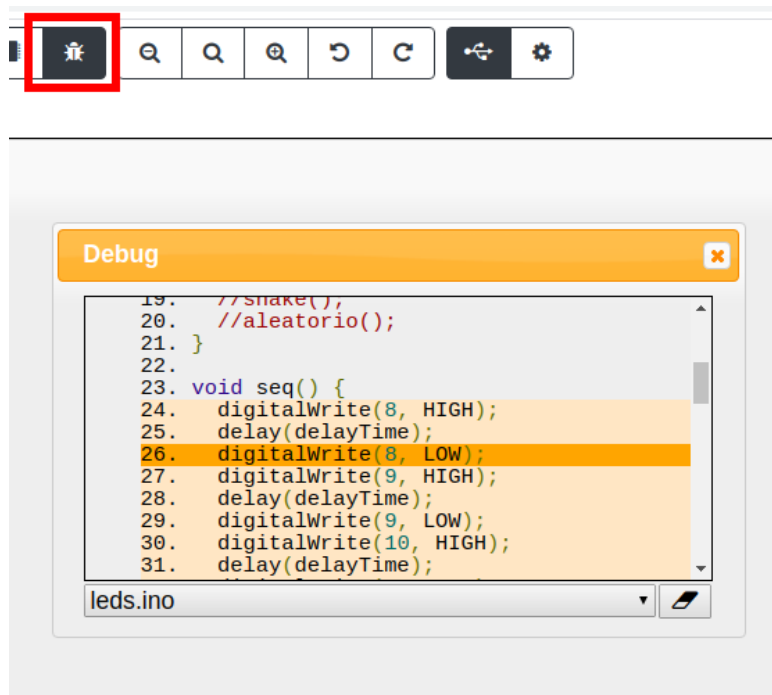 Debug
19.   //snake();
20.   //aleatorio();
21. }
22.
23. void seq() {
24.   digitalWrite(8, HIGH);
25.   delay(delayTime);
26.   digitalWrite(8, LOW);
27.   digitalWrite(9, HIGH);
28.   delay(delayTime);
29.   digitalWrite(9, LOW);
30.   digitalWrite(10, HIGH);
31.   delay(delayTime);
leds.ino